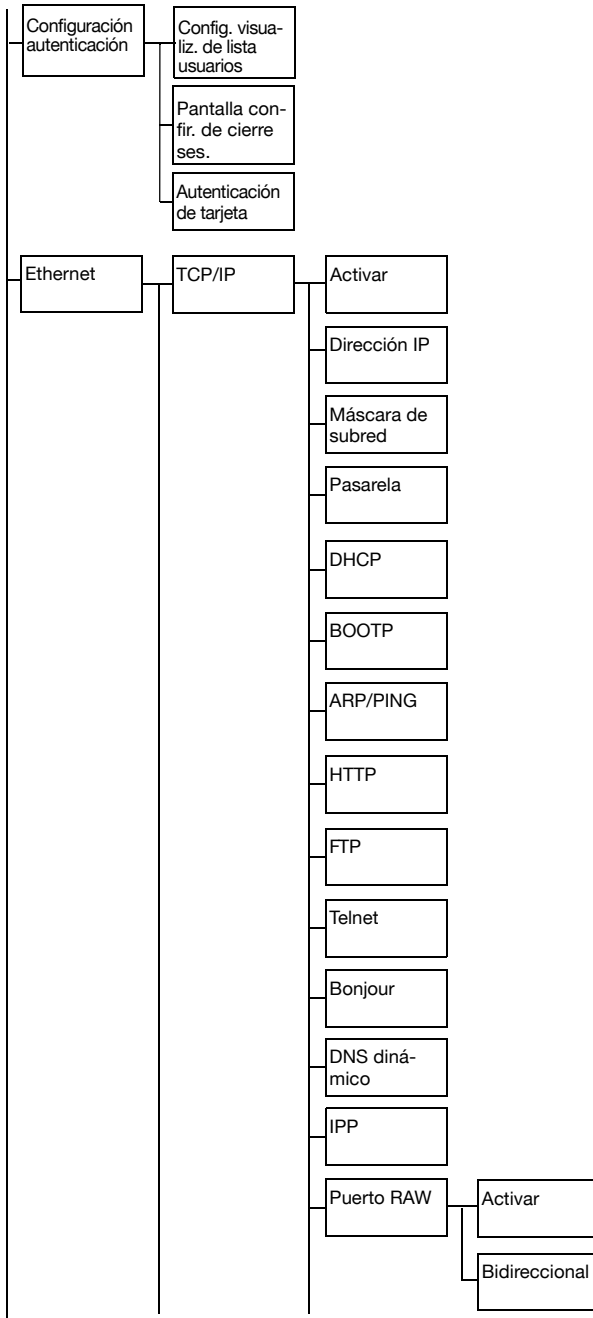 Configuración
autenticación
Config. visua-
liz. de lista
usuarios
Pantalla con-
fir. de cierre
ses.
Autenticación
de tarjeta
Ethernet
TCP/IP
Activar
Dirección IP
Máscara de
subred
Pasarela
DHCP
BOOTP
ARP/PING
HTTP
FTP
Telnet
Bonjour
DNS diná-
mico
IPP
Puerto RAW
Activar
Bidireccional